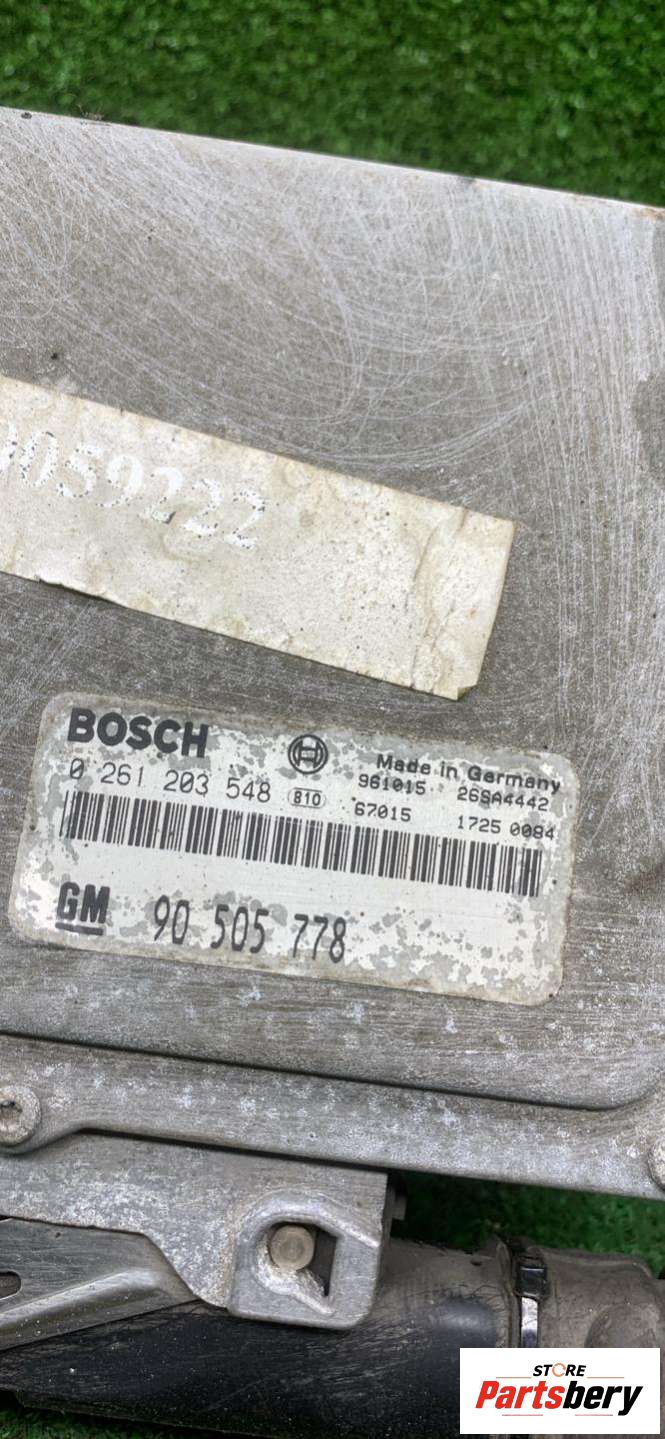 059222
BOSCH
Made in Germany
0 261 203 548 810
961015 26SA4442
67015 1725 0084
GM 90 505 778
STORE
Partsbery